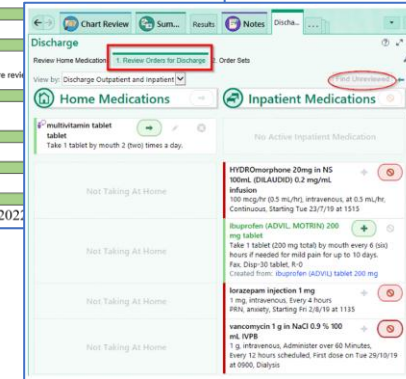 Chart Review Sum... Results Notes Discha... ...
Discharge
Review Home Medications 1. Review Orders for Discharge 2. Order Sets
View by: Discharge Outpatient and Inpatient Find Unreviewed
Home Medications Inpatient Medications
multivitamin tablet
tablet
Take 1 tablet by mouth 2 (two) times a day.
No Active Inpatient Medication
Not Taking At Home
HYDROmorphone 20mg in NS
100mL (DILAUDID) 0.2 mg/mL
infusion
100 mcg/hr (0.5 mL/hr), intravenous, at 0.5 mL/hr,
Continuous, Starting Tue 23/7/19 at 1515
Not Taking At Home
ibuprofen (ADVIL, MOTRIN) 200
mg tablet
Take 1 tablet (200 mg total) by mouth every 6 (six)
hours if needed for mild pain for up to 10 days.
Fax, Disp-30 tablet, R-0
Created from: ibuprofen (ADVIL) tablet 200 mg
Not Taking At Home
lorazepam injection 1 mg
1 mg, intravenous, Every 4 hours
PRN, anxiety, Starting Fri 2/8/19 at 1135
Not Taking At Home
vancomycin 1 g in NaCl 0.9 % 100
mL IVPB
1 g, intravenous, Administer over 60 Minutes,
Every 12 hours scheduled, First dose on Tue 29/10/19
at 0900, Dialysis
re revie
2022